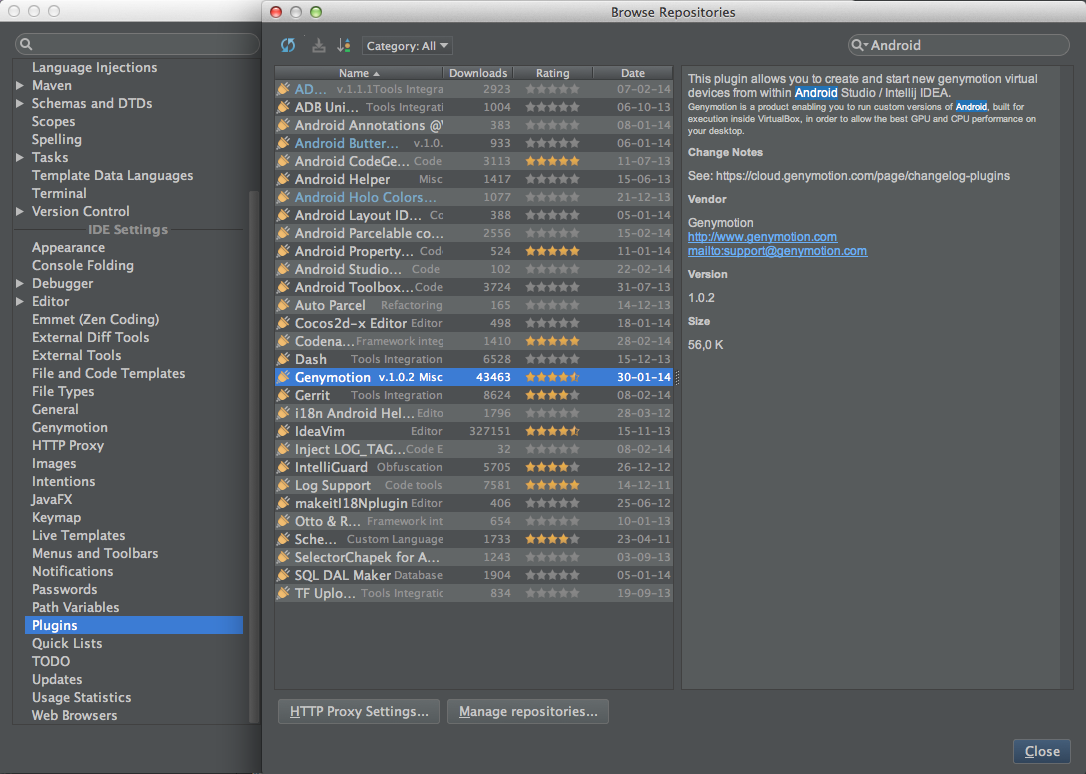 Browse Repositories
Category: All
Android
Language Injections
Maven
Schemas and DTDs
Scopes
Spelling
Tasks
Template Data Languages
Terminal
Version Control
IDE Settings
Appearance
Console Folding
Debugger
Editor
Emmet (Zen Coding)
External Diff Tools
External Tools
File and Code Templates
File Types
General
Genymotion
HTTP Proxy
Images
Intentions
JavaFX
Keymap
Live Templates
Menus and Toolbars
Notifications
Passwords
Path Variables
Plugins
Quick Lists
TODO
Updates
Usage Statistics
Web Browsers
Name Downloads Rating Date
AD... v.1.1.1Tools Integra 2923 07-02-14
ADB Uni... Tools Integrati 1004 06-10-13
Android Annotations @ 383 08-01-14
Android Butter... v.1.0. 933 06-01-14
Android CodeGe... Code 3113 11-07-13
Android Helper Misc 1417 15-06-13
Android Holo Colors... 1077 21-12-13
Android Layout ID... Co 388 05-01-14
Android Parcelable co... 2556 15-02-14
Android Property... Code 524 11-01-14
Android Studio... Code 102 22-02-14
Android Toolbox... Code 3724 31-07-13
Auto Parcel Refactoring 165 14-12-13
Cocos2d-x Editor Editor 498 18-01-14
Codena... Framework integ 1410 28-02-14
Dash Tools Integration 6528 15-12-13
Genymotion v.1.0.2 Misc 43463 30-01-14
Gerrit Tools Integration 8624 08-02-14
i18n Android Hel... Edito 1796 28-03-12
IdeaVim Editor 327151 15-11-13
Inject LOG_TAG... Code E 32 08-02-14
IntelliGuard Obfuscation 5705 26-12-12
Log Support Code tools 7581 14-12-11
makeitI18Nplugin Editor 406 25-06-12
Otto & R... Framework int 654 10-01-13
Sche... Custom Language 1733 23-04-11
SelectorChapek for A... 1243 03-09-13
SQL DAL Maker Database 1904 05-01-14
TF Uplo... Tools Integratic 834 19-09-13
This plugin allows you to create and start new genymotion virtual
devices from within Android Studio / Intellij IDEA.
Genymotion is a product enabling you to run custom versions of Android, built for
execution inside VirtualBox, in order to allow the best GPU and CPU performance on
your desktop.
Change Notes
See: https://cloud.genymotion.com/page/changelog-plugins
Vendor
Genymotion
http://www.genymotion.com
mailto:support@genymotion.com
Version
1.0.2
Size
56,0 K
HTTP Proxy Settings...
Manage repositories...
Close